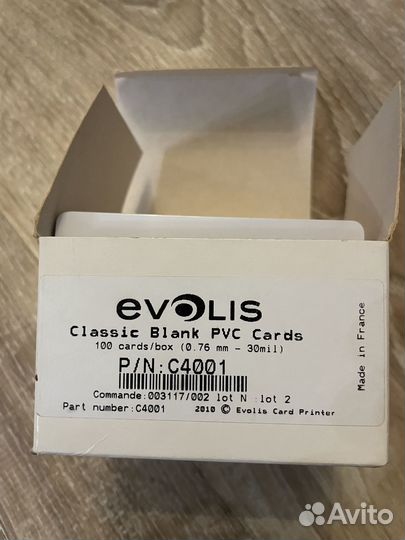 evolis
Classic Blank PVC Cards
100 cards/box (0.76 mm - 30mil)
P/N:C4001
Commande:003117/002 lot N :lot 2
Part number:C4001
2010 © Evolis Card Printer
Made in France
Avito